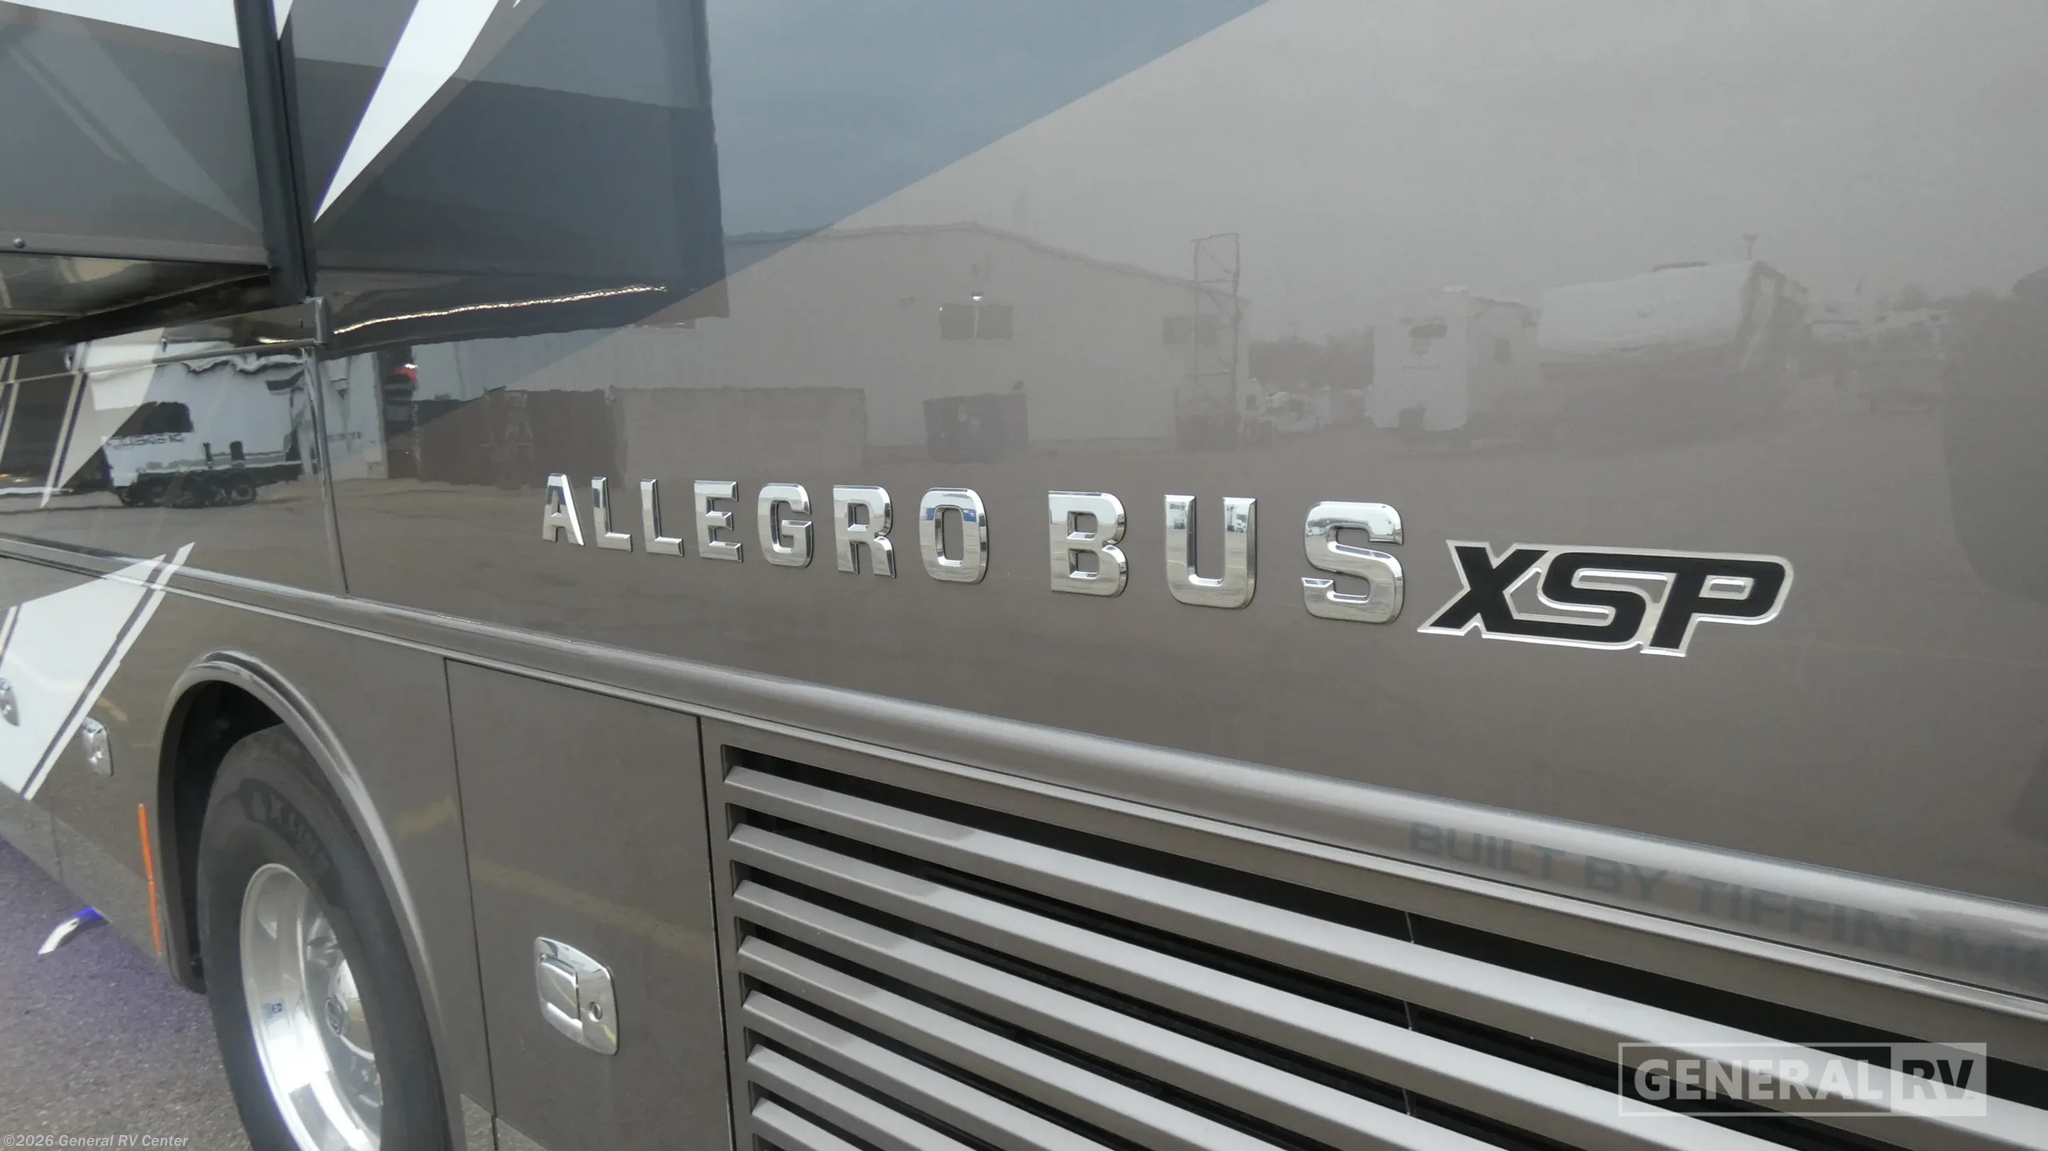 ALLEGRO BUS XSP
BUILT BY TIFFIN
GENERAL RV
©2026 General RV Center